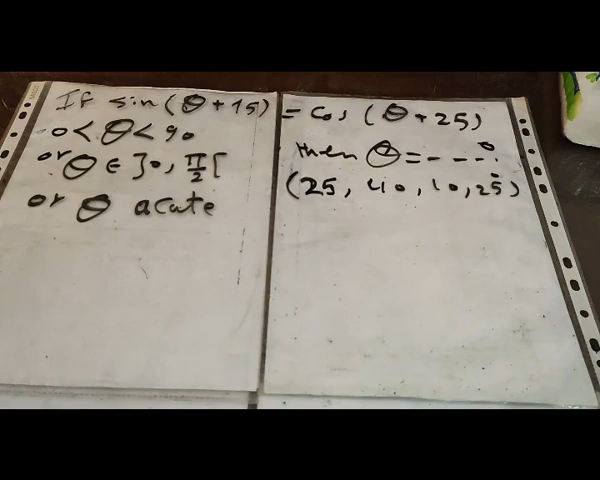 If sin(θ+15) = cos(θ+25)
0<θ<90
then θ=----°
or θ∈]0,π/2[
(25, 40, 10, 25)
or θ acute